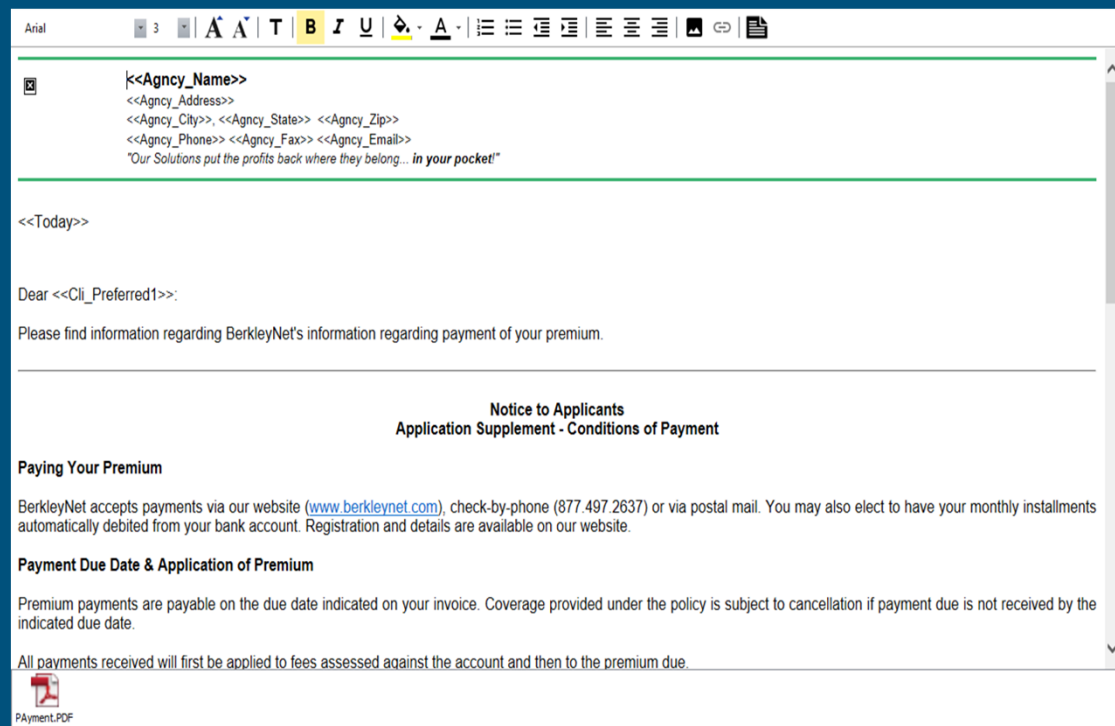 Arial 3 A A T B I U A
<<Agncy_Name>>
<<Agncy_Address>>
<<Agncy_City>>, <<Agncy_State>> <<Agncy_Zip>>
<<Agncy_Phone>> <<Agncy_Fax>> <<Agncy_Email>>
"Our Solutions put the profits back where they belong... in your pocket!"
<<Today>>
Dear <<Cli_Preferred1>>:
Please find information regarding BerkleyNet's information regarding payment of your premium.
Notice to Applicants
Application Supplement - Conditions of Payment
Paying Your Premium
BerkleyNet accepts payments via our website (www.berkleynet.com), check-by-phone (877.497.2637) or via postal mail. You may also elect to have your monthly installments
automatically debited from your bank account. Registration and details are available on our website.
Payment Due Date & Application of Premium
Premium payments are payable on the due date indicated on your invoice. Coverage provided under the policy is subject to cancellation if payment due is not received by the
indicated due date.
All payments received will first be applied to fees assessed against the account and then to the premium due.
PAyment.PDF